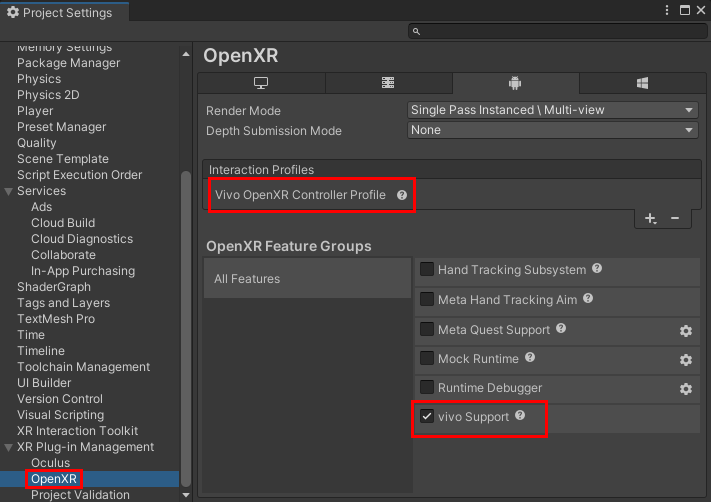 Project Settings
Memory Settings
Package Manager
Physics
Physics 2D
Player
Preset Manager
Quality
Scene Template
Script Execution Order
Services
Ads
Cloud Build
Cloud Diagnostics
Collaborate
In-App Purchasing
ShaderGraph
Tags and Layers
TextMesh Pro
Time
Timeline
Toolchain Management
UI Builder
Version Control
Visual Scripting
XR Interaction Toolkit
XR Plug-in Management
Oculus
OpenXR
Project Validation
OpenXR
Render Mode Single Pass Instanced \ Multi-view
Depth Submission Mode None
Interaction Profiles
Vivo OpenXR Controller Profile ?
OpenXR Feature Groups
All Features
Hand Tracking Subsystem ?
Meta Hand Tracking Aim ?
Meta Quest Support ?
Mock Runtime ?
Runtime Debugger
vivo Support ?